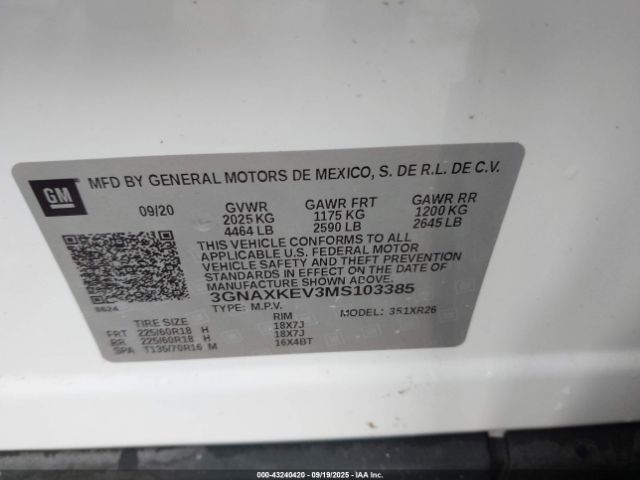 GM
MFD BY GENERAL MOTORS DE MEXICO, S. DE R.L. DE C.V.
09/20 GVWR GAWR FRT GAWR RR
2025 KG 1175 KG 1200 KG
4464 LB 2590 LB 2645 LB
THIS VEHICLE CONFORMS TO ALL
APPLICABLE U.S. FEDERAL MOTOR
VEHICLE SAFETY AND THEFT PREVENTION
STANDARDS IN EFFECT ON THE DATE OF
MANUFACTURE SHOWN ABOVE.
3GNAXKEV3MS103385
9624
TYPE: M.P.V. MODEL: 351XR26
TIRE SIZE RIM
FRT 225/60R18 H 18X7J
RR 225/60R18 H 18X7J
SPA T135/70R16 M 16X4BT
000-43240420 - 09/19/2025 - IAA Inc.